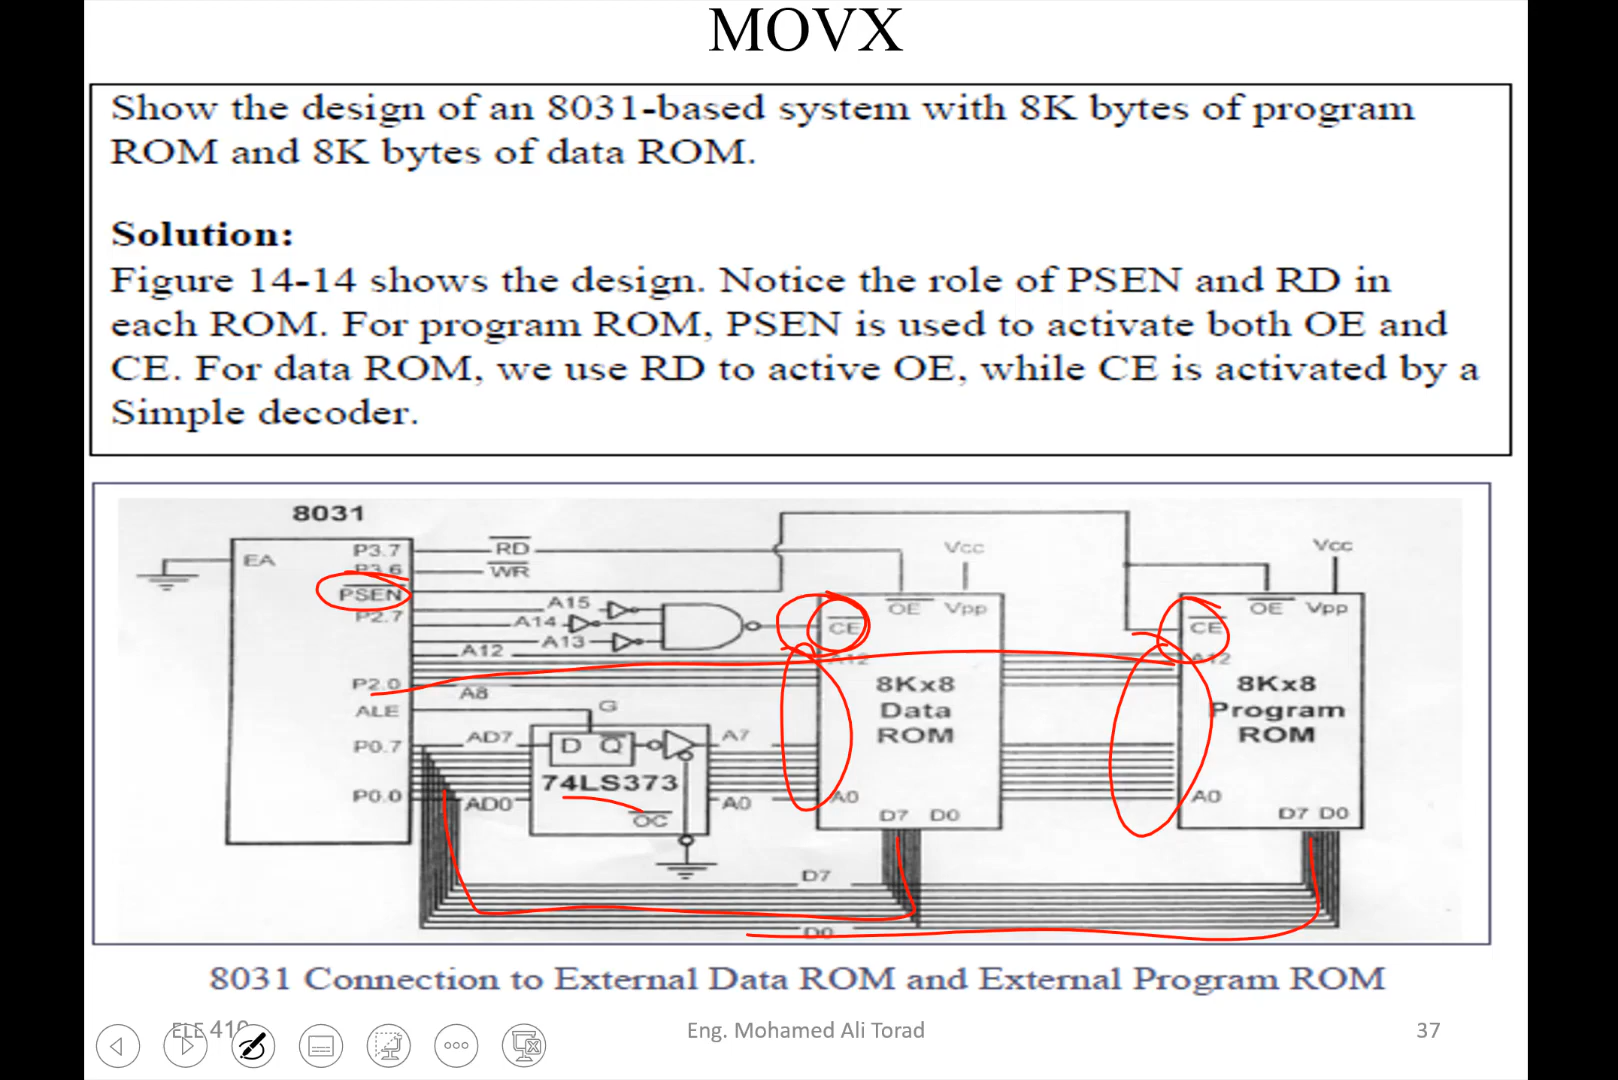 MOVX
Show the design of an 8031-based system with 8K bytes of program
ROM and 8K bytes of data ROM.
Solution:
Figure 14-14 shows the design. Notice the role of PSEN and RD in
each ROM. For program ROM, PSEN is used to activate both OE and
CE. For data ROM, we use RD to active OE, while CE is activated by a
Simple decoder.
8031
EA
P3.7
P3.6
PSEN
P2.7
P2.0
ALE
P0.7
P0.0
RD
WR
A15
A14
A13
A12
A8
G
AD7
AD0
D Q
74LS373
OC
A7
A0
Vcc
OE Vpp
CE
A12
8Kx8
Data
ROM
A0
D7 D0
Vcc
OE Vpp
CE
A12
8Kx8
Program
ROM
A0
D7 D0
D7
D0
8031 Connection to External Data ROM and External Program ROM
ELE 419
Eng. Mohamed Ali Torad
37